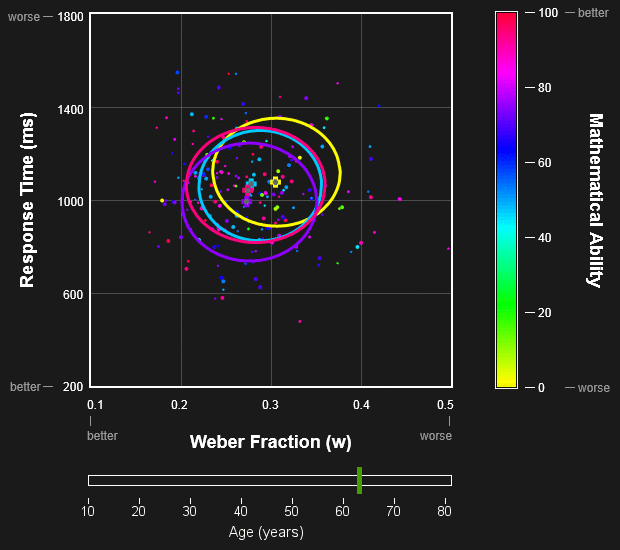 worse
1800
1400
1000
600
200
better
Response Time (ms)
0.1
0.2
0.3
0.4
0.5
better
worse
Weber Fraction (w)
100
80
60
40
20
0
better
worse
Mathematical Ability
10
20
30
40
50
60
70
80
Age (years)